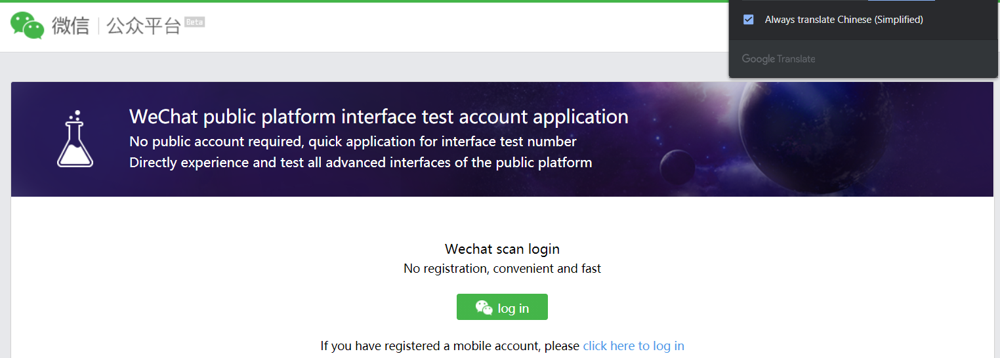 微信 | 公众平台 Beta
Always translate Chinese (Simplified)
Google Translate
WeChat public platform interface test account application
No public account required, quick application for interface test number
Directly experience and test all advanced interfaces of the public platform
Wechat scan login
No registration, convenient and fast
log in
If you have registered a mobile account, please click here to log in